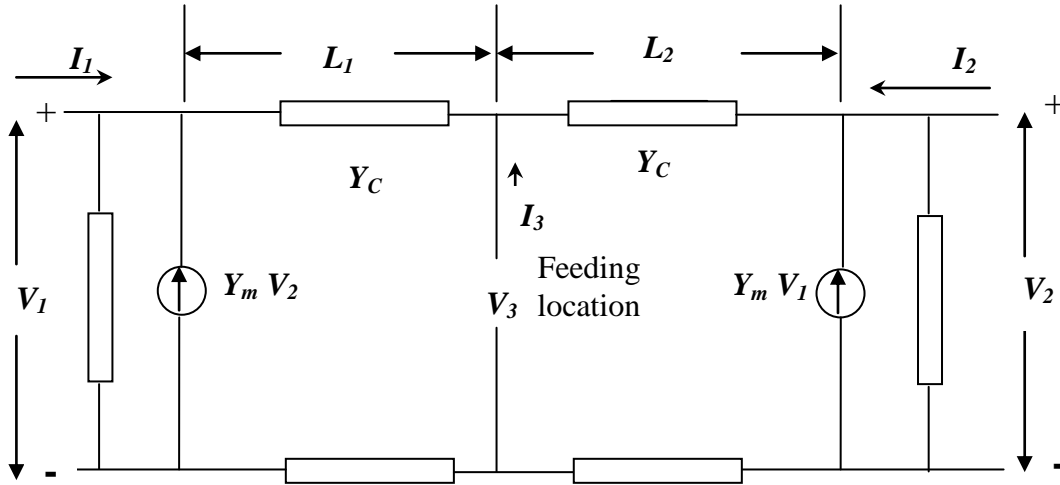 L1
L2
I1
I2
+
+
YC
YC
I3
Feeding
location
V1
Ym V2
V3
Ym V1
V2
-
-